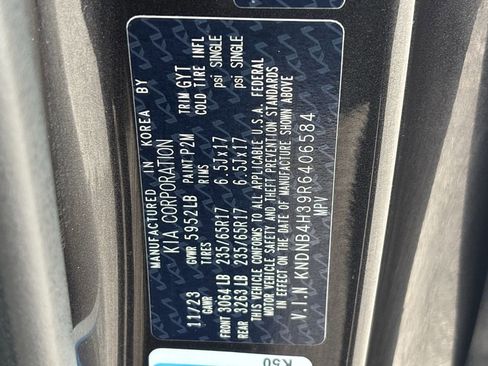 MANUFACTURED IN KOREA BY
KIA CORPORATION
11/23 GVWR 5952LB PAINT P2M TRIM GYT
GAWR TIRES RIMS COLD TIRE INFL
FRONT 3064 LB 235/65R17 6.5Jx17 psi SINGLE
REAR 3263 LB 235/65R17 6.5Jx17 psi SINGLE
THIS VEHICLE CONFORMS TO ALL APPLICABLE U.S.A. FEDERAL
MOTOR VEHICLE SAFETY AND THEFT PREVENTION STANDARDS
IN EFFECT ON THE DATE OF MANUFACTURE SHOWN ABOVE
V.I.N. KNDNB4H39R6406584
MPV
K50